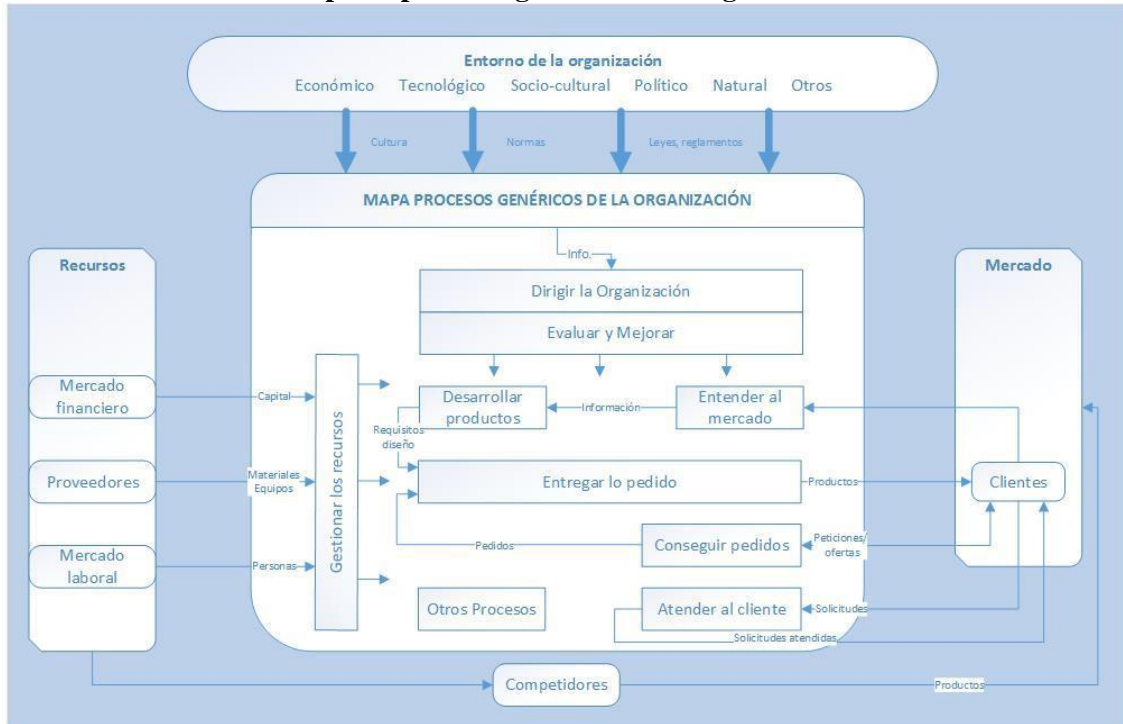 Entorno de la organización
Económico Tecnológico Socio-cultural Político Natural Otros
Cultura
Normas
Leyes, reglamentos
MAPA PROCESOS GENÉRICOS DE LA ORGANIZACIÓN
Info.
Dirigir la Organización
Evaluar y Mejorar
Recursos
Mercado
financiero
Proveedores
Mercado
laboral
Capital
Materiales
Equipos
Personas
Gestionar los recursos
Desarrollar
productos
Información
Entender al
mercado
Requisitos
diseño
Entregar lo pedido
Productos
Pedidos
Conseguir pedidos
Peticiones/
ofertas
Otros Procesos
Atender al cliente
Solicitudes
Solicitudes atendidas
Mercado
Clientes
Competidores
Productos